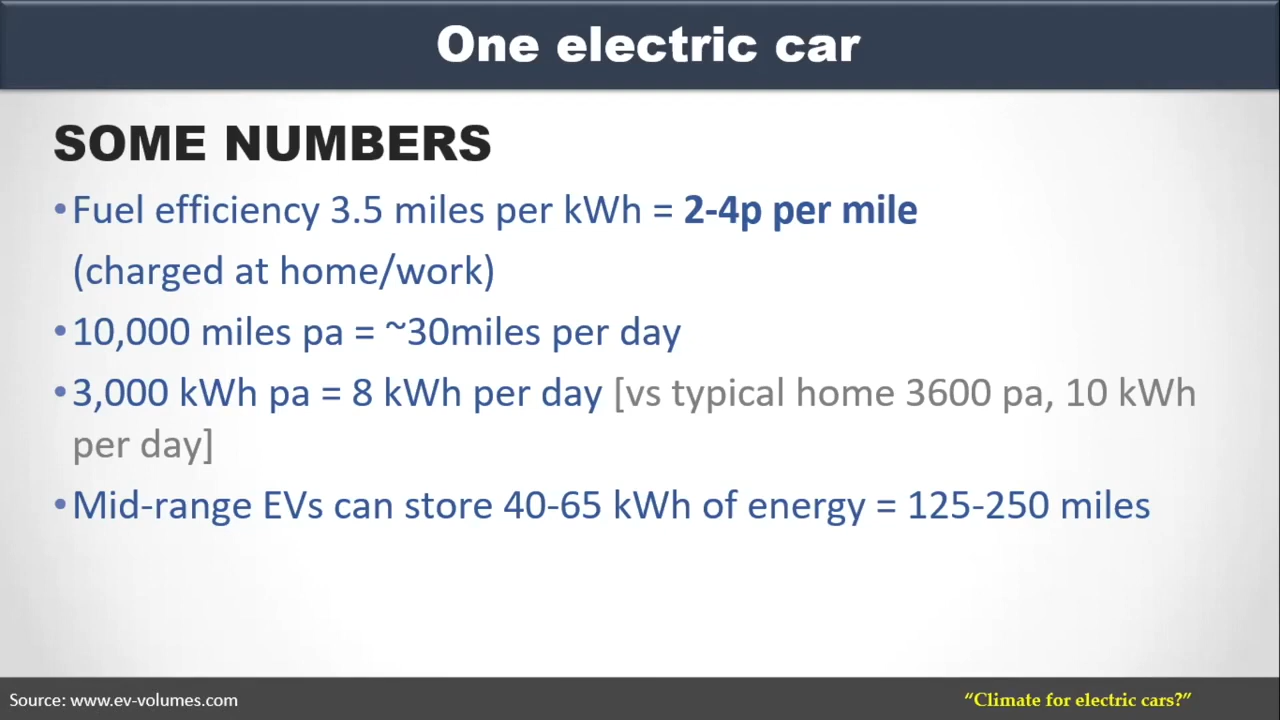 One electric car
SOME NUMBERS
•Fuel efficiency 3.5 miles per kWh = 2-4p per mile
(charged at home/work)
•10,000 miles pa = ~30miles per day
•3,000 kWh pa = 8 kWh per day [vs typical home 3600 pa, 10 kWh
per day]
•Mid-range EVs can store 40-65 kWh of energy = 125-250 miles
Source: www.ev-volumes.com
“Climate for electric cars?”